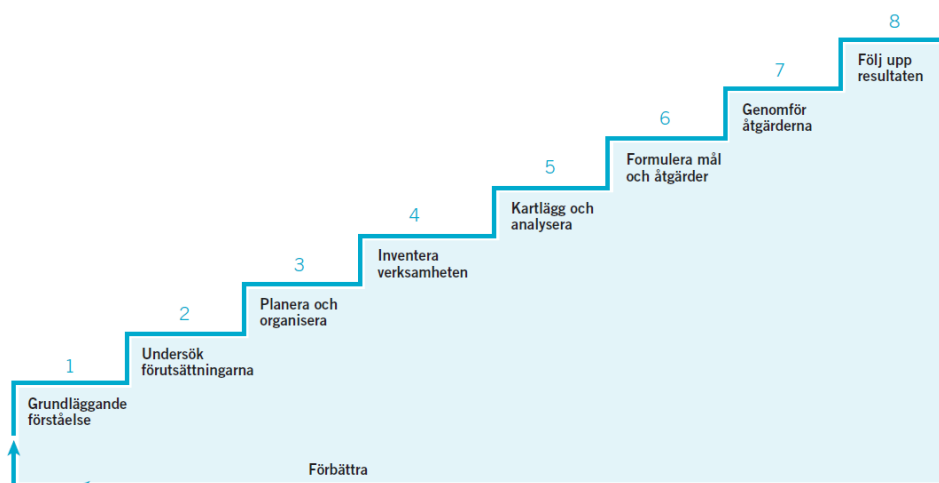 1
Grundläggande
förståelse
2
Undersök
förutsättningarna
3
Planera och
organisera
4
Inventera
verksamheten
5
Kartlägg och
analysera
6
Formulera mål
och åtgärder
7
Genomför
åtgärderna
8
Följ upp
resultaten
Förbättra